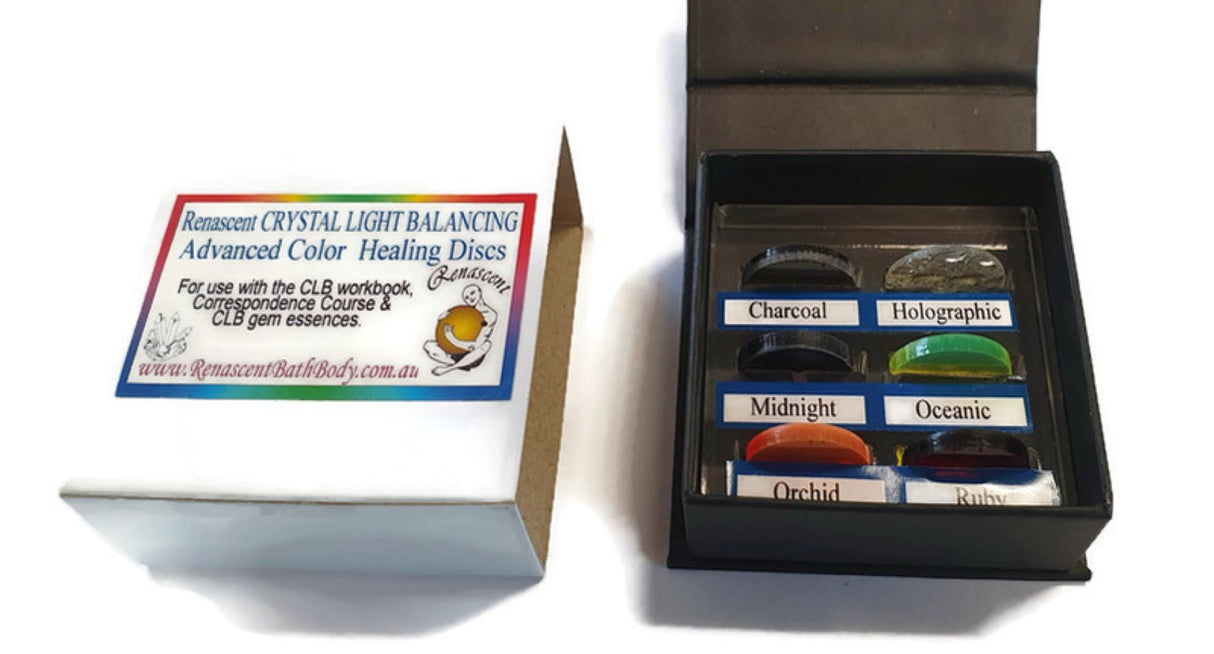 Renascent CRYSTAL LIGHT BALANCING
Advanced Color Healing Discs
Renascent
For use with the CLB workbook,
Correspondence Course &
CLB gem essences.
www.RenascentBathBody.com.au
Charcoal
Holographic
Midnight
Oceanic
Orchid
Ruby